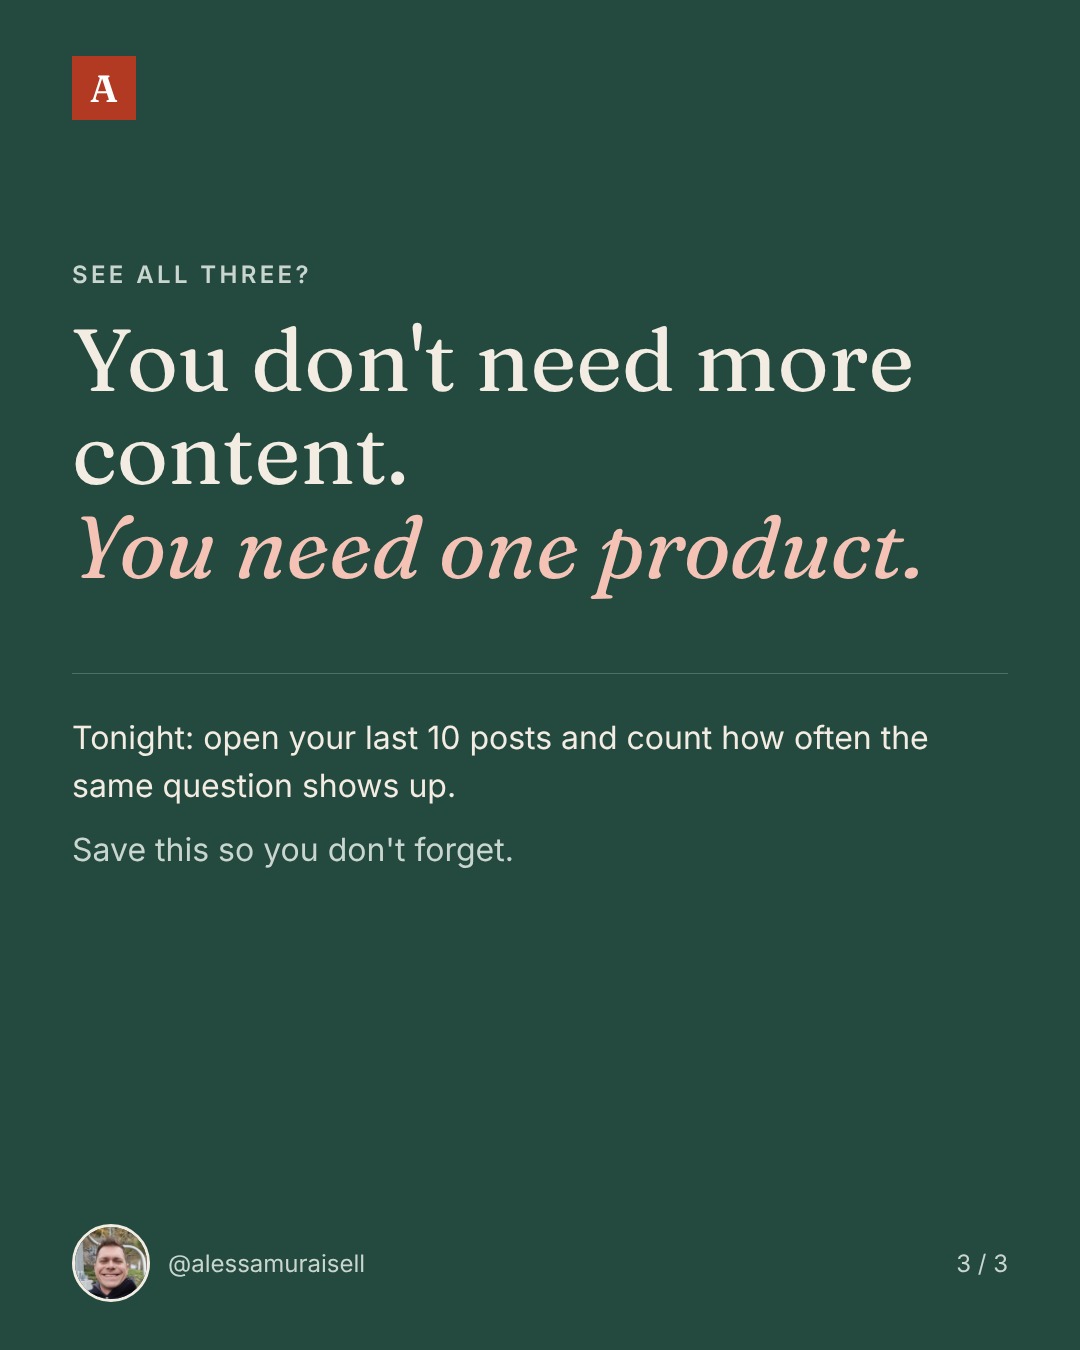 A
SEE ALL THREE?
You don't need more
content.
You need one product.
Tonight: open your last 10 posts and count how often the
same question shows up.
Save this so you don't forget.
@alessamuraisell
3 / 3